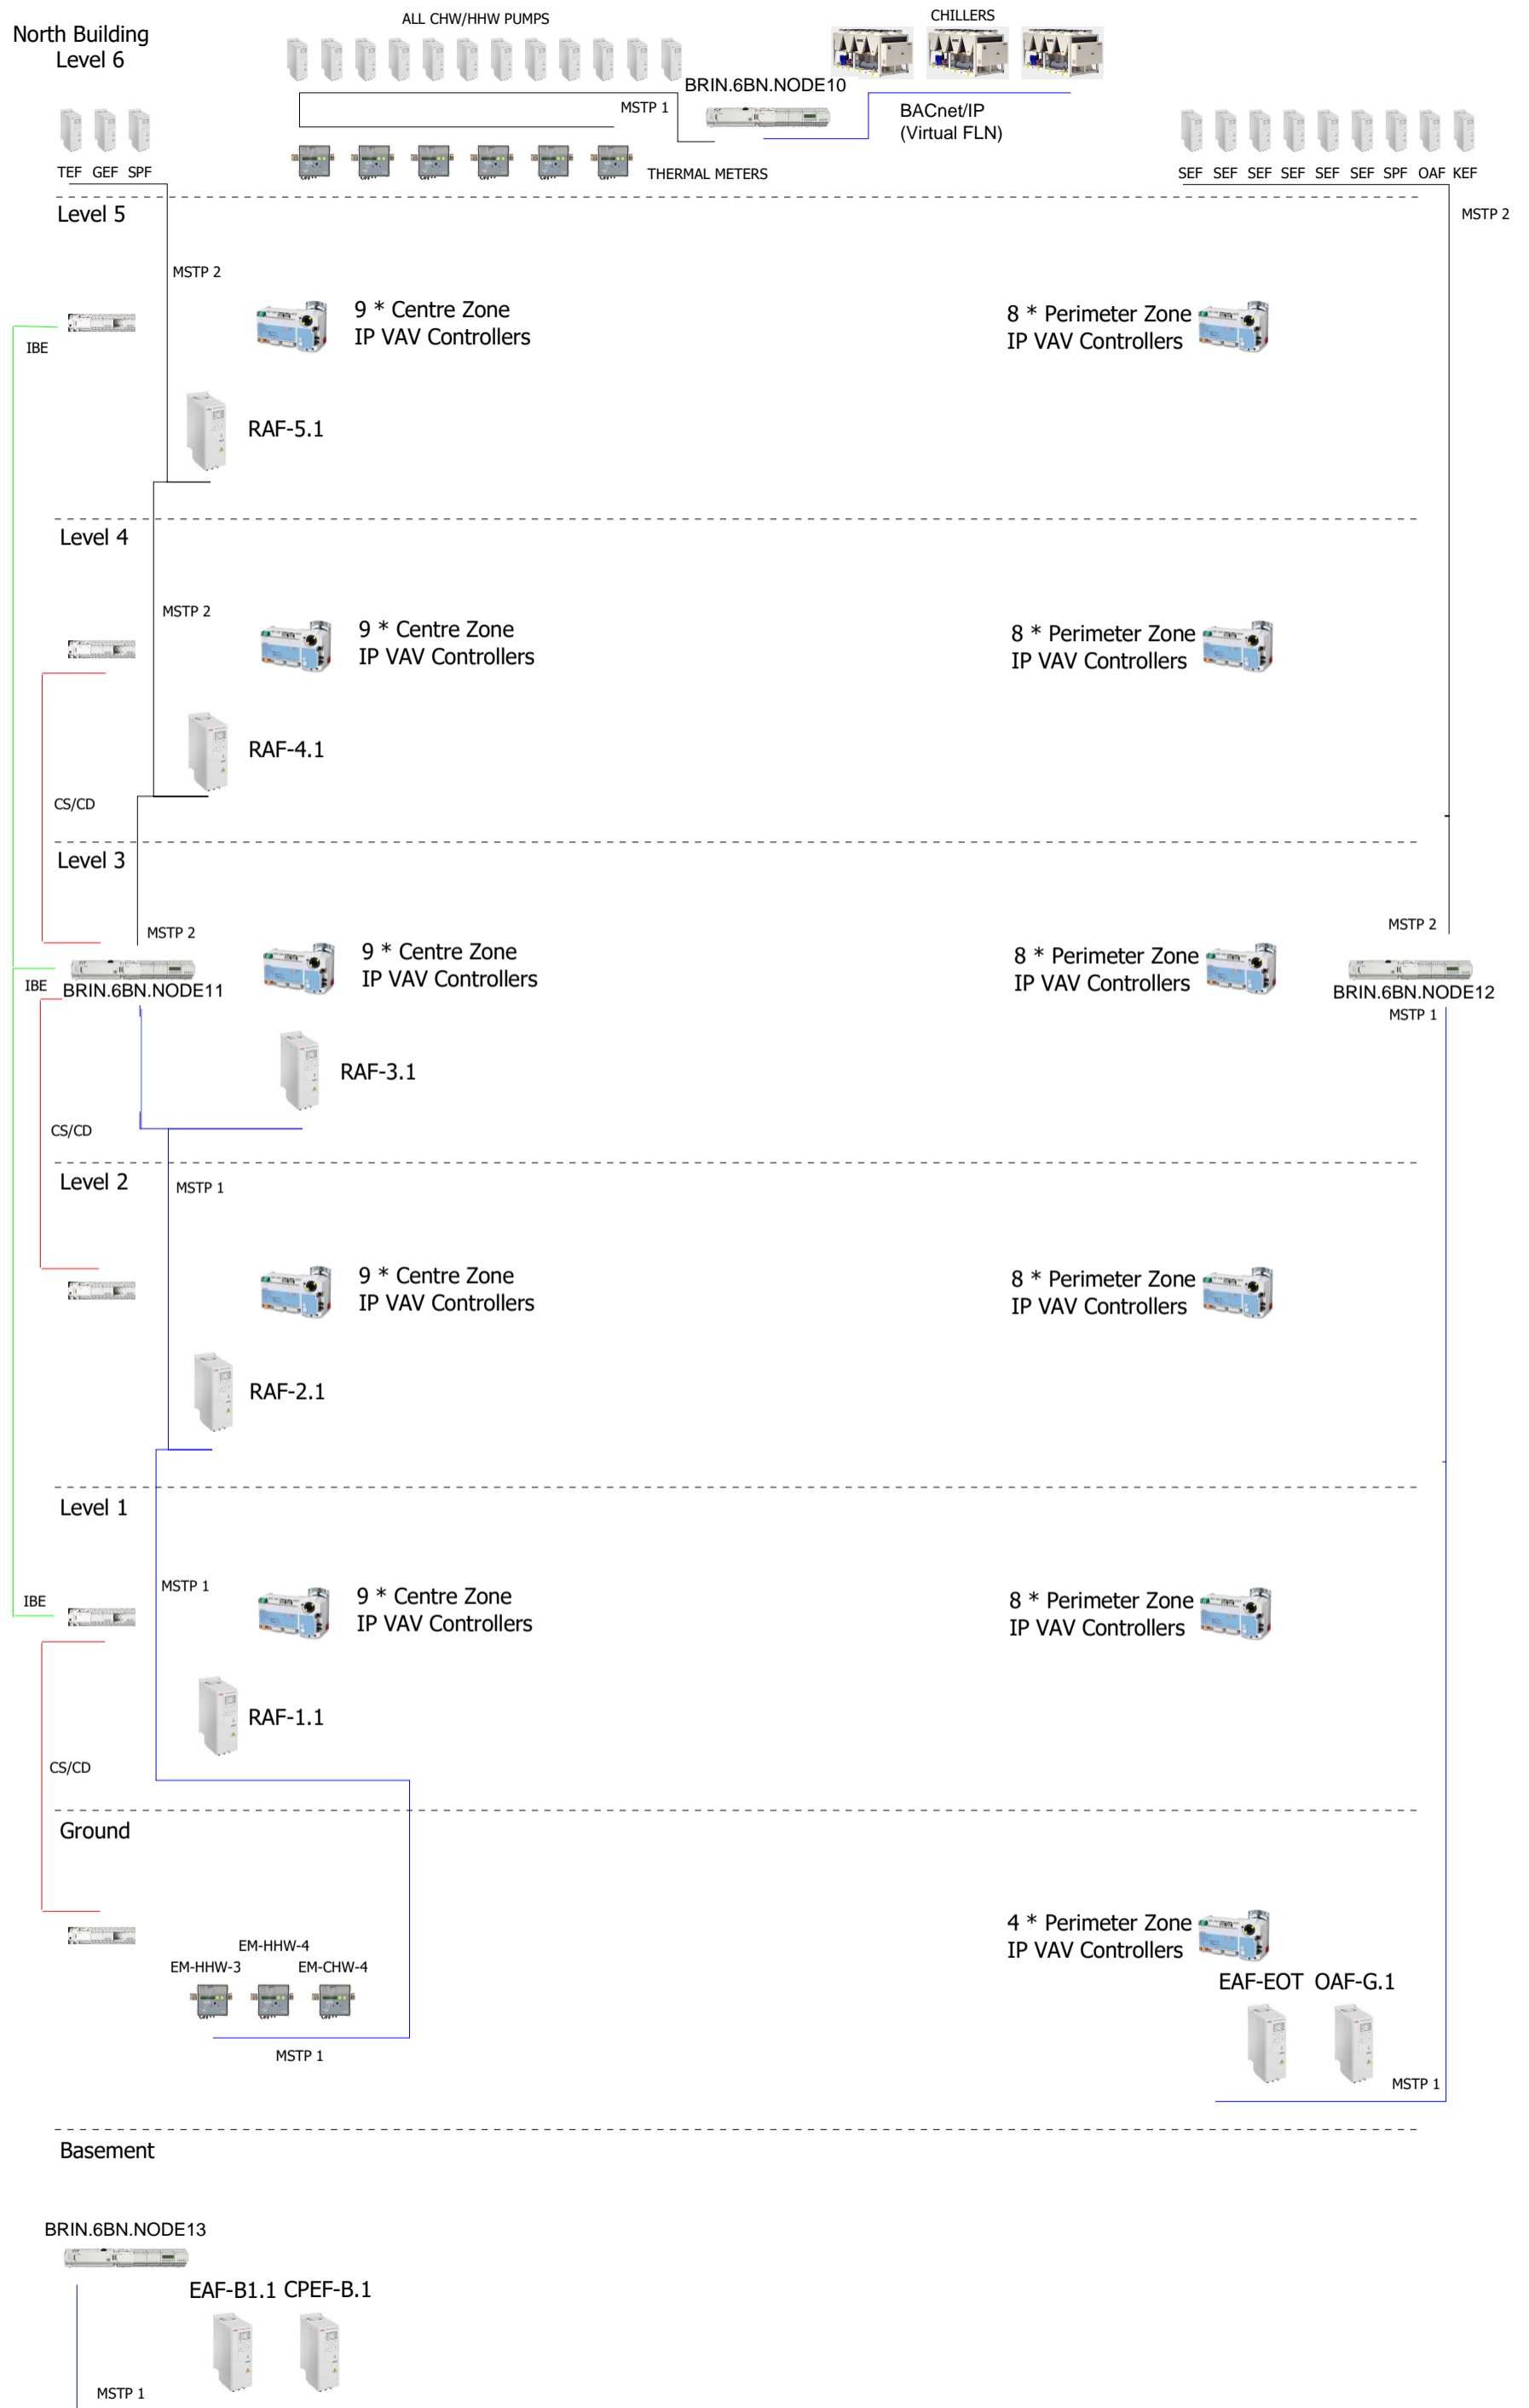 North Building
Level 6
ALL CHW/HHW PUMPS
CHILLERS
BRIN.6BN.NODE10
MSTP 1
BACnet/IP
(Virtual FLN)
TEF GEF SPF
THERMAL METERS
SEF SEF SEF SEF SEF SEF SPF OAF KEF
Level 5
MSTP 2
MSTP 2
9 * Centre Zone
IP VAV Controllers
8 * Perimeter Zone
IP VAV Controllers
IBE
RAF-5.1
Level 4
MSTP 2
9 * Centre Zone
IP VAV Controllers
8 * Perimeter Zone
IP VAV Controllers
RAF-4.1
CS/CD
Level 3
MSTP 2
MSTP 2
9 * Centre Zone
IP VAV Controllers
8 * Perimeter Zone
IP VAV Controllers
IBE
BRIN.6BN.NODE11
BRIN.6BN.NODE12
MSTP 1
RAF-3.1
CS/CD
Level 2
MSTP 1
9 * Centre Zone
IP VAV Controllers
8 * Perimeter Zone
IP VAV Controllers
RAF-2.1
Level 1
MSTP 1
9 * Centre Zone
IP VAV Controllers
8 * Perimeter Zone
IP VAV Controllers
IBE
RAF-1.1
CS/CD
Ground
4 * Perimeter Zone
IP VAV Controllers
EM-HHW-4
EM-HHW-3
EM-CHW-4
EAF-EOT OAF-G.1
MSTP 1
MSTP 1
Basement
BRIN.6BN.NODE13
EAF-B1.1 CPEF-B.1
MSTP 1